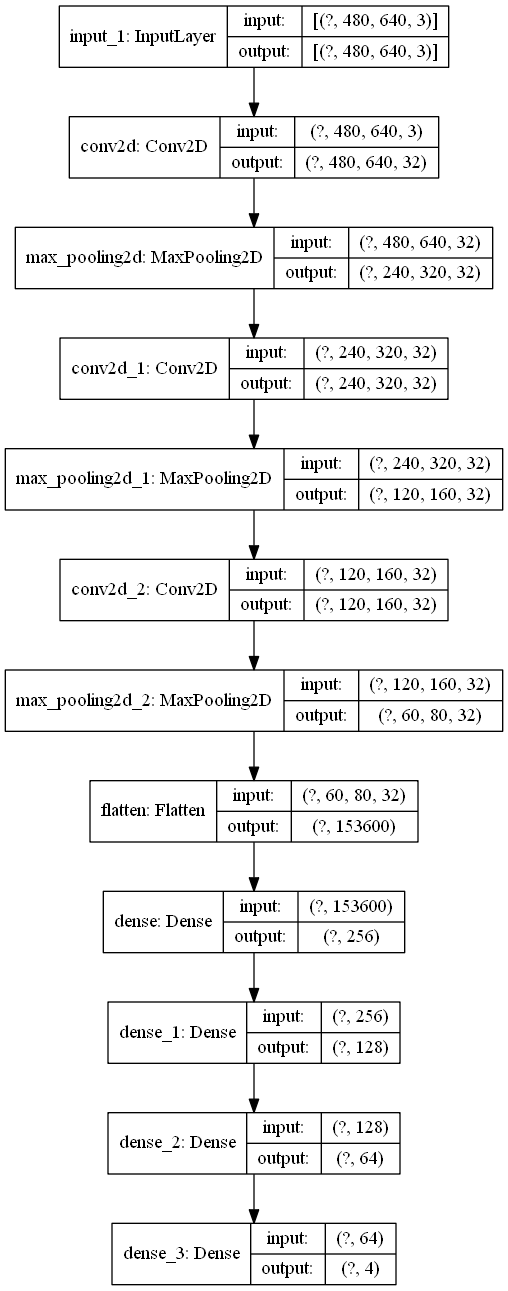 input_1: InputLayer
input: [(?, 480, 640, 3)]
output: [(?, 480, 640, 3)]
conv2d: Conv2D
input: (?, 480, 640, 3)
output: (?, 480, 640, 32)
max_pooling2d: MaxPooling2D
input: (?, 480, 640, 32)
output: (?, 240, 320, 32)
conv2d_1: Conv2D
input: (?, 240, 320, 32)
output: (?, 240, 320, 32)
max_pooling2d_1: MaxPooling2D
input: (?, 240, 320, 32)
output: (?, 120, 160, 32)
conv2d_2: Conv2D
input: (?, 120, 160, 32)
output: (?, 120, 160, 32)
max_pooling2d_2: MaxPooling2D
input: (?, 120, 160, 32)
output: (?, 60, 80, 32)
flatten: Flatten
input: (?, 60, 80, 32)
output: (?, 153600)
dense: Dense
input: (?, 153600)
output: (?, 256)
dense_1: Dense
input: (?, 256)
output: (?, 128)
dense_2: Dense
input: (?, 128)
output: (?, 64)
dense_3: Dense
input: (?, 64)
output: (?, 4)